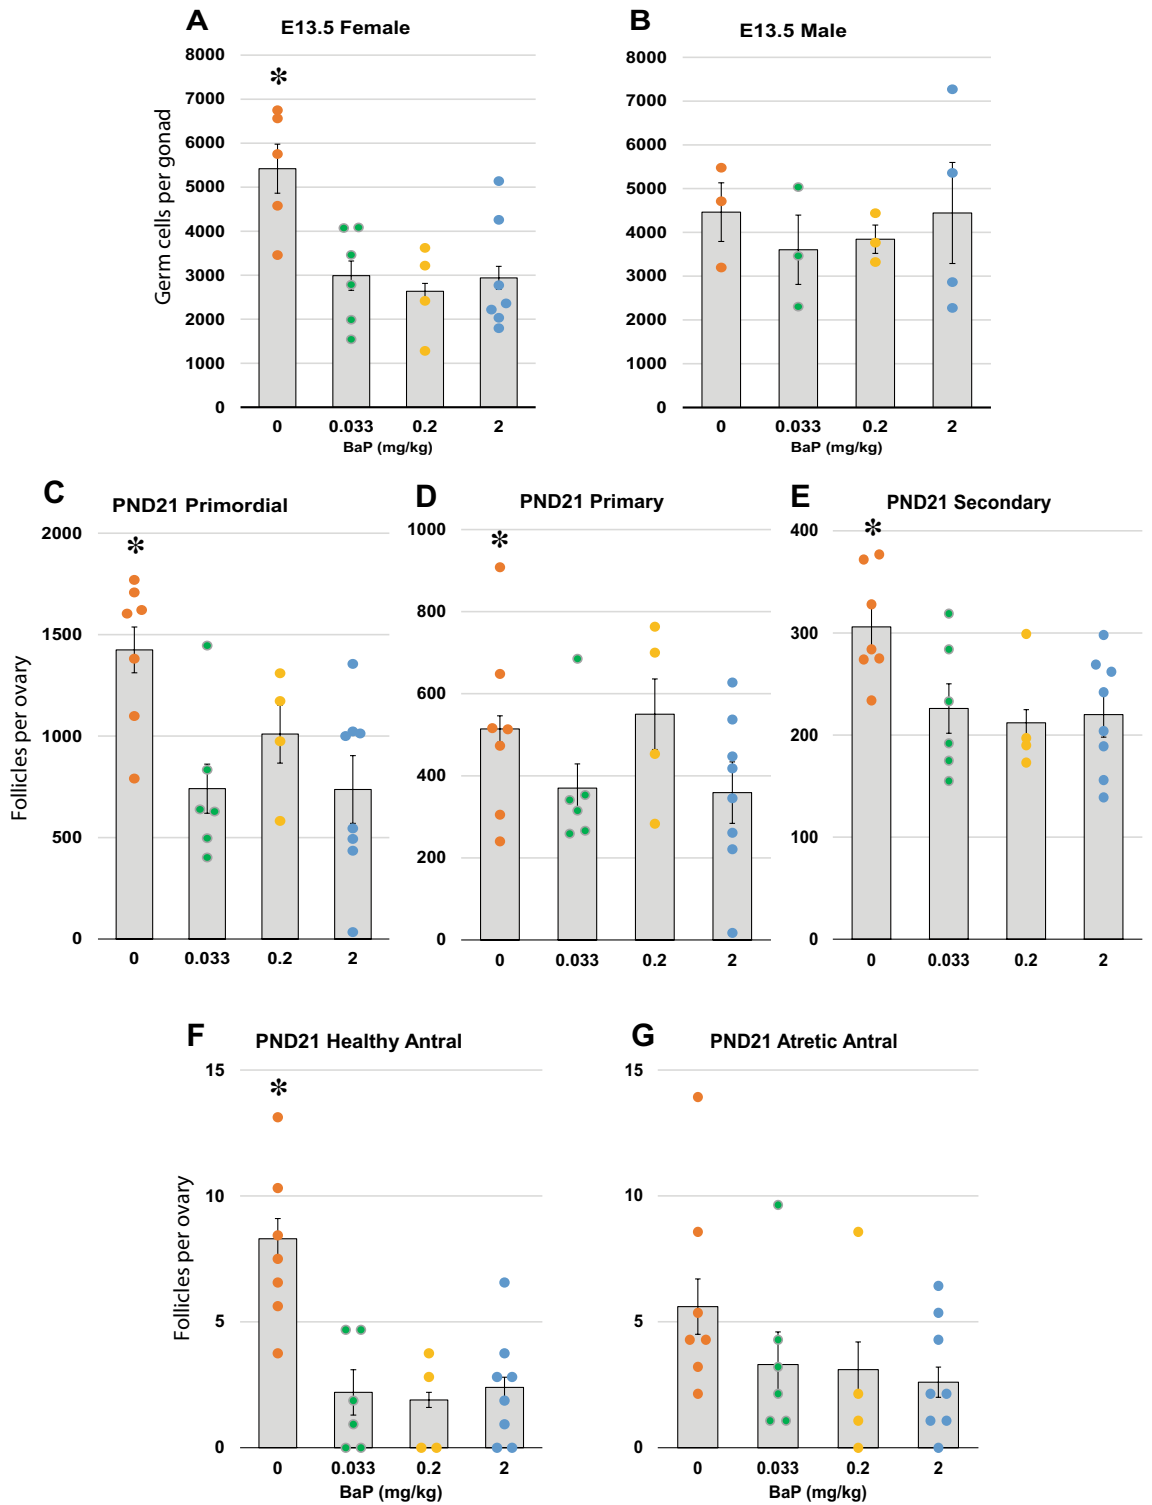 A
E13.5 Female
B
E13.5 Male
Germ cells per gonad
8000
7000
6000
5000
4000
3000
2000
1000
0
*
0 0.033 0.2 2
BaP (mg/kg)
8000
7000
6000
5000
4000
3000
2000
1000
0
0 0.033 0.2 2
BaP (mg/kg)
C
PND21 Primordial
D
PND21 Primary
E
PND21 Secondary
Follicles per ovary
2000
1500
1000
500
0
*
0 0.033 0.2 2
1000
800
600
400
200
0
*
0 0.033 0.2 2
400
300
200
100
0
*
0 0.033 0.2 2
F
PND21 Healthy Antral
G
PND21 Atretic Antral
Follicles per ovary
15
10
5
0
*
0 0.033 0.2 2
BaP (mg/kg)
15
10
5
0
0 0.033 0.2 2
BaP (mg/kg)